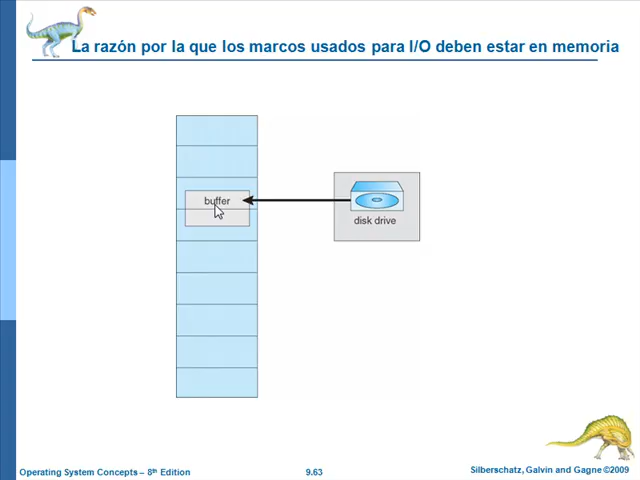 La razón por la que los marcos usados para I/O deben estar en memoria
buffer
disk drive
Operating System Concepts – 8th Edition
9.63
Silberschatz, Galvin and Gagne ©2009